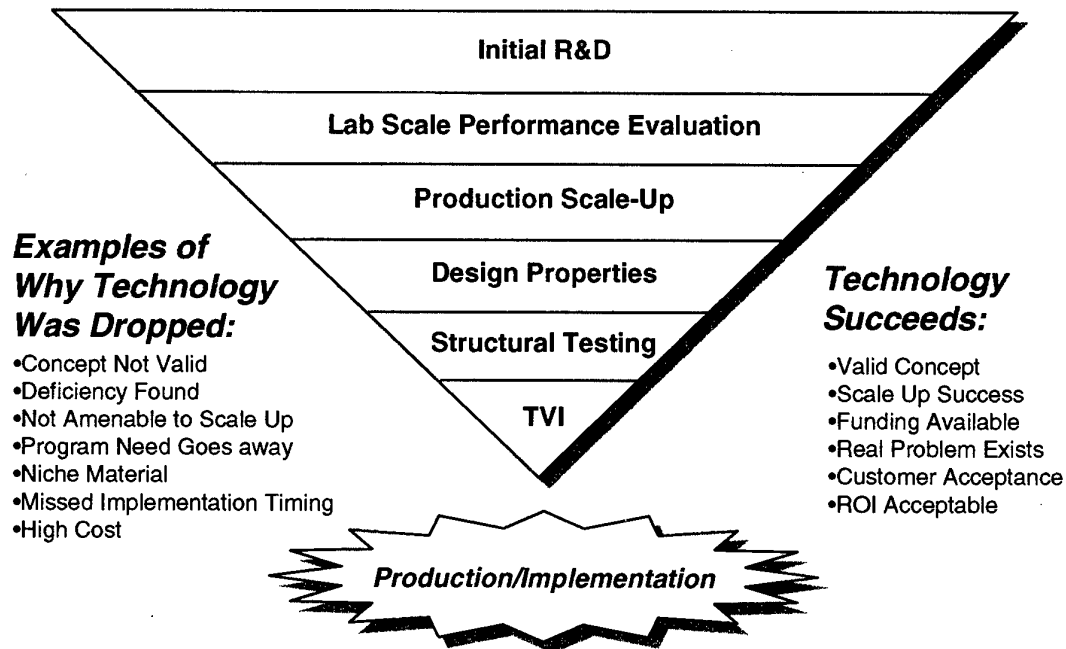 Initial R&D
Lab Scale Performance Evaluation
Production Scale-Up
Design Properties
Structural Testing
TVI
Examples of
Why Technology
Was Dropped:
•Concept Not Valid
•Deficiency Found
•Not Amenable to Scale Up
•Program Need Goes away
•Niche Material
•Missed Implementation Timing
•High Cost
Technology
Succeeds:
•Valid Concept
•Scale Up Success
•Funding Available
•Real Problem Exists
•Customer Acceptance
•ROI Acceptable
Production/Implementation